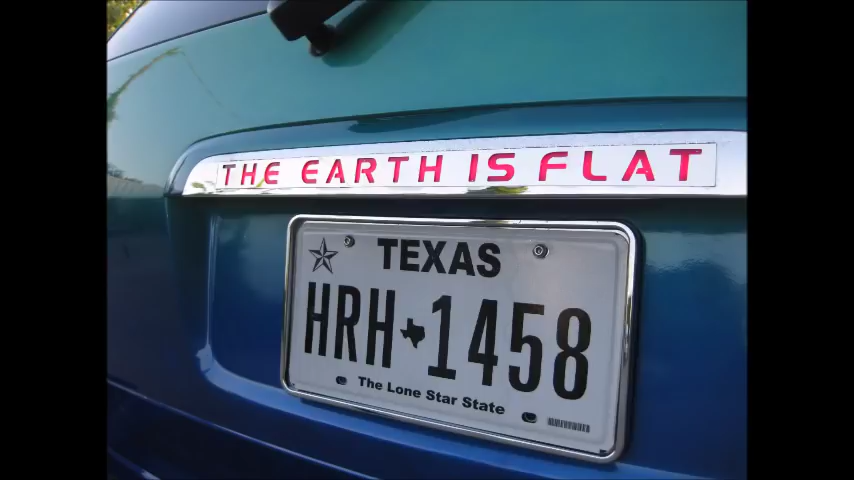 THE EARTH IS FLAT
TEXAS
HRH 1458
The Lone Star State